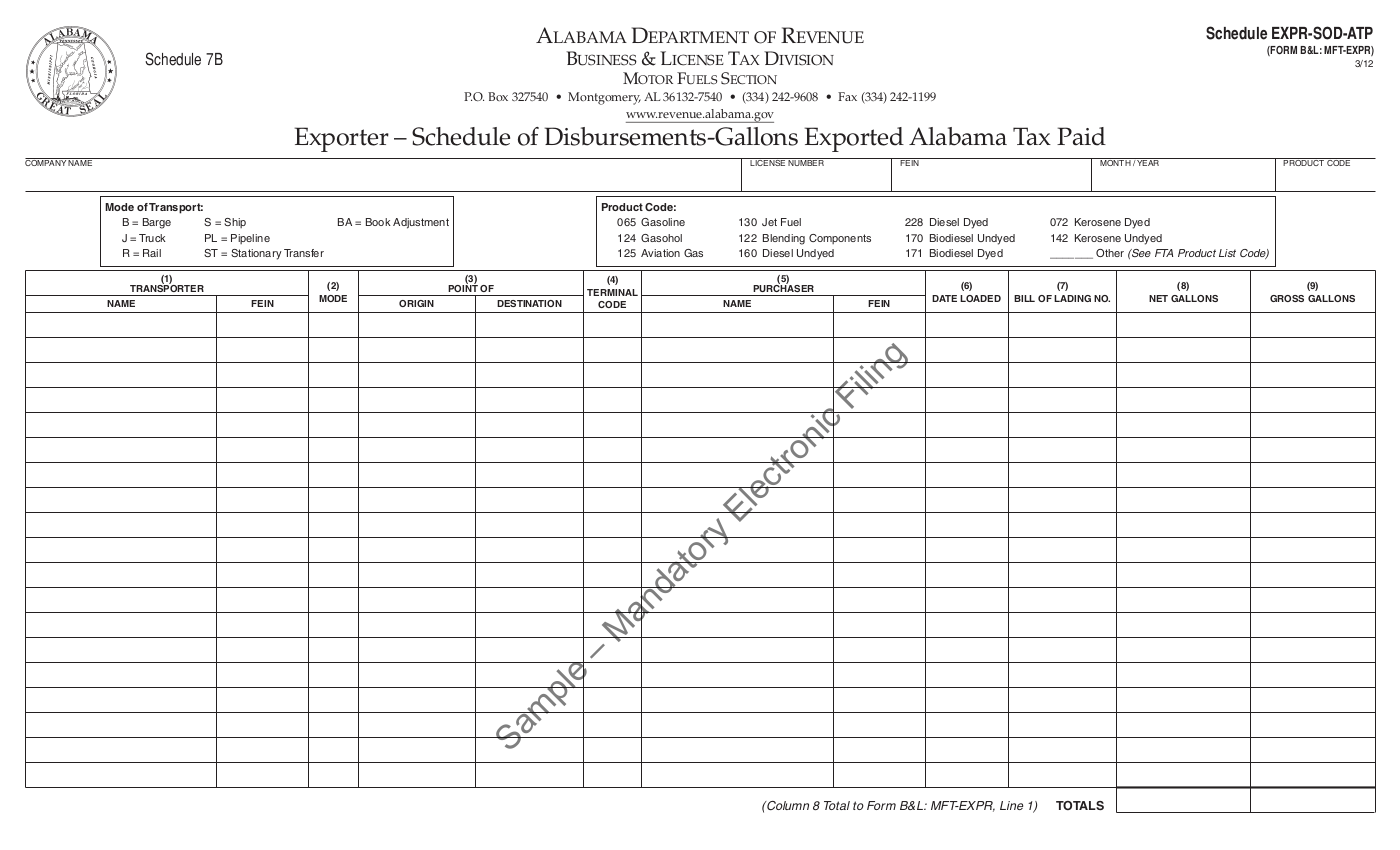 ALABAMA
GREAT SEAL
Schedule 7B
ALABAMA DEPARTMENT OF REVENUE
BUSINESS & LICENSE TAX DIVISION
MOTOR FUELS SECTION
P.O. Box 327540 • Montgomery, AL 36132-7540 • (334) 242-9608 • Fax (334) 242-1199
www.revenue.alabama.gov
Exporter – Schedule of Disbursements-Gallons Exported Alabama Tax Paid
Schedule EXPR-SOD-ATP
(FORM B&L: MFT-EXPR)
3/12
COMPANY NAME LICENSE NUMBER FEIN MONTH / YEAR PRODUCT CODE
Mode of Transport:
B = Barge S = Ship BA = Book Adjustment
J = Truck PL = Pipeline
R = Rail ST = Stationary Transfer
Product Code:
065 Gasoline 130 Jet Fuel 228 Diesel Dyed 072 Kerosene Dyed
124 Gasohol 122 Blending Components 170 Biodiesel Undyed 142 Kerosene Undyed
125 Aviation Gas 160 Diesel Undyed 171 Biodiesel Dyed _______ Other (See FTA Product List Code)
(1) TRANSPORTER
NAME FEIN
(2) MODE
(3) POINT OF
ORIGIN DESTINATION
(4) TERMINAL CODE
(5) PURCHASER
NAME FEIN
(6) DATE LOADED
(7) BILL OF LADING NO.
(8) NET GALLONS
(9) GROSS GALLONS
Sample – Mandatory Electronic Filing
(Column 8 Total to Form B&L: MFT-EXPR, Line 1) TOTALS